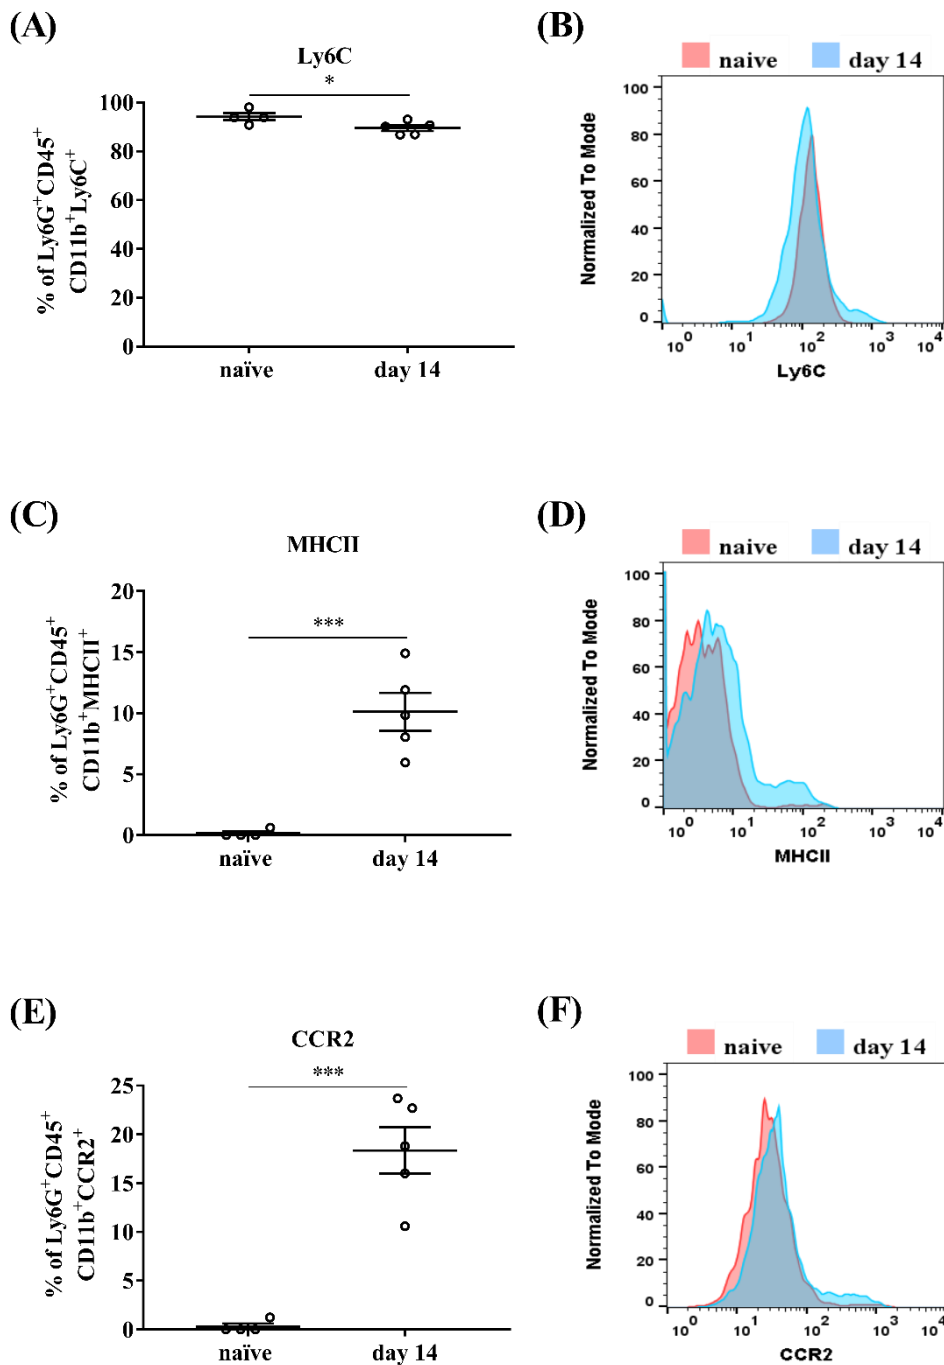 (A)
Ly6C
*
% of Ly6G⁺CD45⁺
CD11b⁺Ly6C⁺
100
80
60
40
20
0
naïve
day 14
(B)
naive
day 14
Normalized To Mode
100
80
60
40
20
0
10⁰
10¹
10²
10³
10⁴
Ly6C
(C)
MHCII
***
% of Ly6G⁺CD45⁺
CD11b⁺MHCII⁺
20
15
10
5
0
naïve
day 14
(D)
naive
day 14
Normalized To Mode
100
80
60
40
20
0
10⁰
10¹
10²
10³
10⁴
MHCII
(E)
CCR2
***
% of Ly6G⁺CD45⁺
CD11b⁺CCR2⁺
25
20
15
10
5
0
naïve
day 14
(F)
naive
day 14
Normalized To Mode
100
80
60
40
20
0
10⁰
10¹
10²
10³
10⁴
CCR2